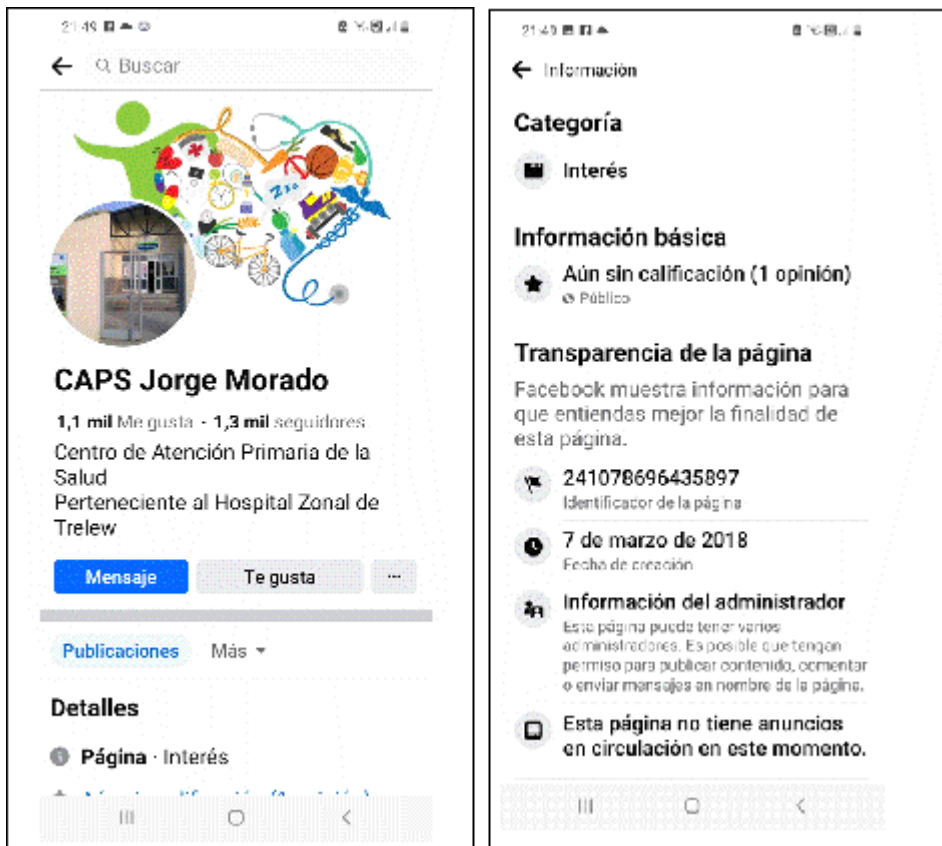 21:49
Buscar
CAPS Jorge Morado
1,1 mil Me gusta · 1,3 mil seguidores
Centro de Atención Primaria de la
Salud
Perteneciente al Hospital Zonal de
Trelew
Mensaje
Te gusta
...
Publicaciones
Más
Detalles
Página · Interés
21:49
Información
Categoría
Interés
Información básica
Aún sin calificación (1 opinión)
Público
Transparencia de la página
Facebook muestra información para
que entiendas mejor la finalidad de
esta página.
241078696435897
Identificador de la página
7 de marzo de 2018
Fecha de creación
Información del administrador
Esta página puede tener varios
administradores. Es posible que tengan
permiso para publicar contenido, comentar
o enviar mensajes en nombre de la página.
Esta página no tiene anuncios
en circulación en este momento.